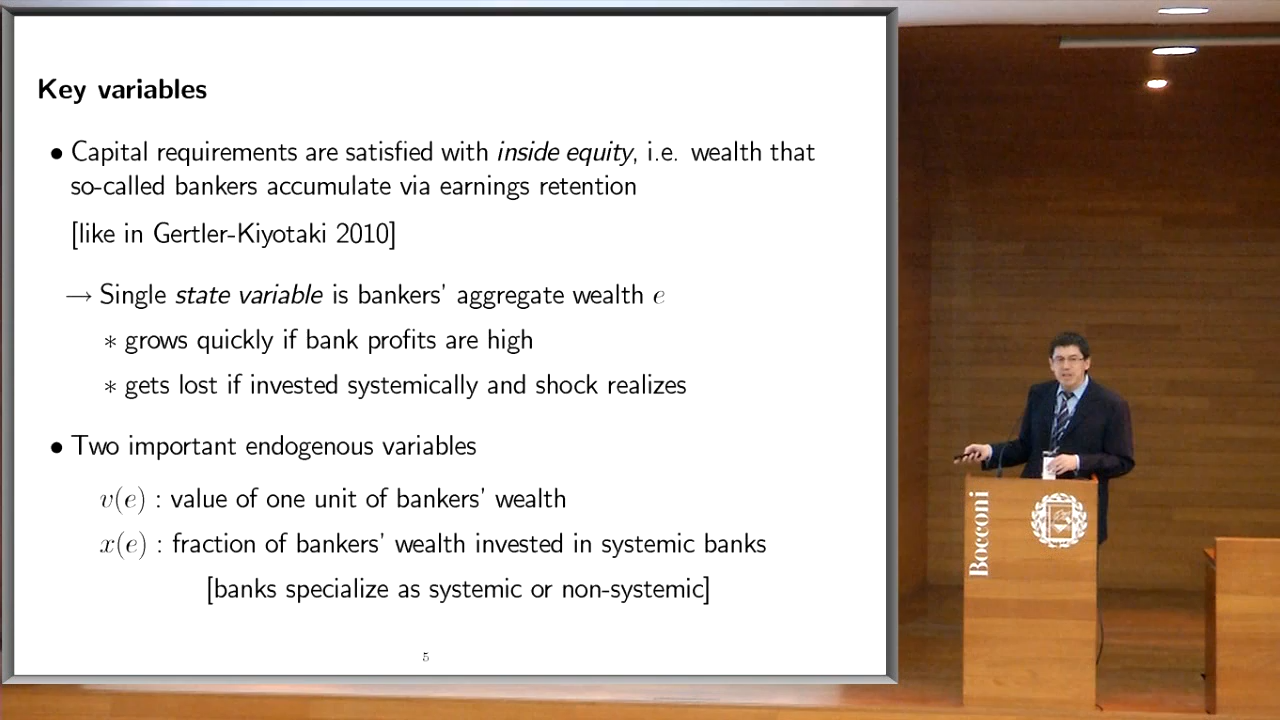 Key variables
• Capital requirements are satisfied with inside equity, i.e. wealth that
so-called bankers accumulate via earnings retention
[like in Gertler-Kiyotaki 2010]
→ Single state variable is bankers' aggregate wealth e
∗ grows quickly if bank profits are high
∗ gets lost if invested systemically and shock realizes
• Two important endogenous variables
v(e) : value of one unit of bankers' wealth
x(e) : fraction of bankers' wealth invested in systemic banks
[banks specialize as systemic or non-systemic]
5
Bocconi